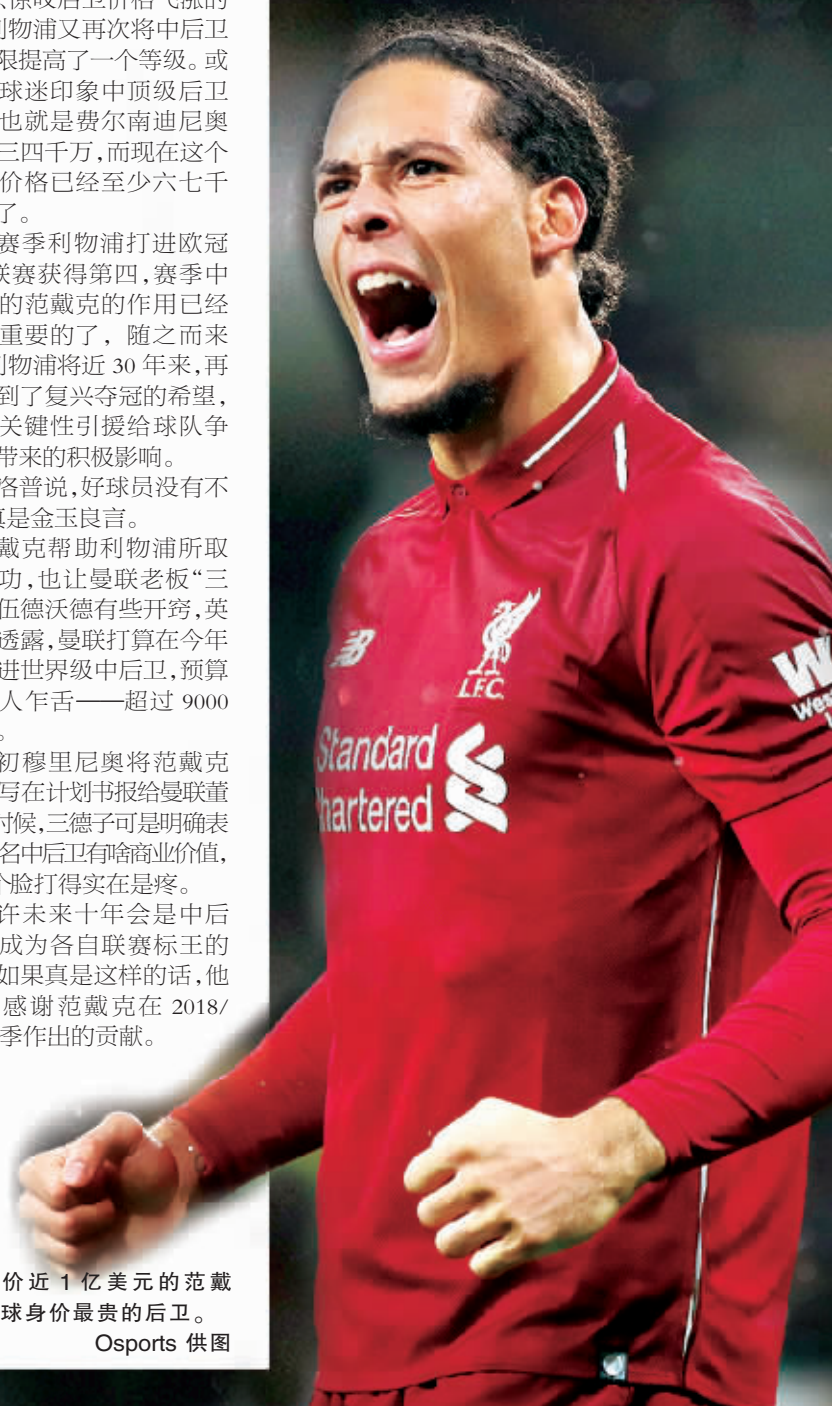 惊叹后卫价格飞涨的
利物浦又再次将中后卫
限提高了一个等级。或
球迷印象中顶级后卫
也就是费尔南迪尼奥
三四千万,而现在这个
价格已经至少六七千
了。
赛季利物浦打进欧冠
联赛获得第四,赛季中
的范戴克的作用已经
重要的了, 随之而来
利物浦将近 30 年来,再
到了复兴夺冠的希望,
关键性引援给球队争
带来的积极影响。
洛普说,好球员没有不
真是金玉良言。
戴克帮助利物浦所取
功,也让曼联老板“三
伍德沃德有些开窍,英
透露,曼联打算在今年
进世界级中后卫,预算
人乍舌——超过 9000
。
初穆里尼奥将范戴克
写在计划书报给曼联董
时候,三德子可是明确表
名中后卫有啥商业价值,
个脸打得实在是疼。
许未来十年会是中后
成为各自联赛标王的
如果真是这样的话,他
感谢范戴克在 2018/
季作出的贡献。
价近 1 亿美元的范戴
球身价最贵的后卫。
Osports 供图
NB
L.F.C.
Standard
hartered
W
Wes